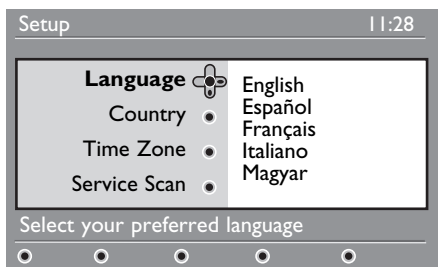 Setup 11:28
Language
Country
Time Zone
Service Scan
English
Español
Français
Italiano
Magyar
Select your preferred language